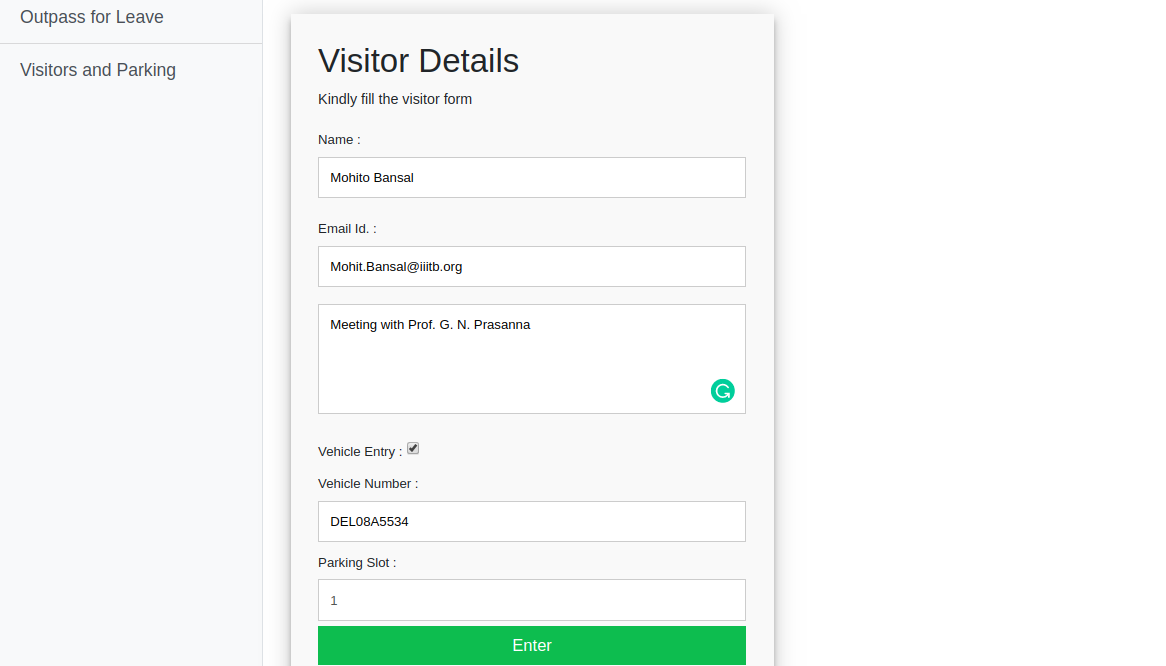 Outpass for Leave
Visitors and Parking
Visitor Details
Kindly fill the visitor form
Name :
Mohito Bansal
Email Id. :
Mohit.Bansal@iiitb.org
Meeting with Prof. G. N. Prasanna
Vehicle Entry :
Vehicle Number :
DEL08A5534
Parking Slot :
1
Enter